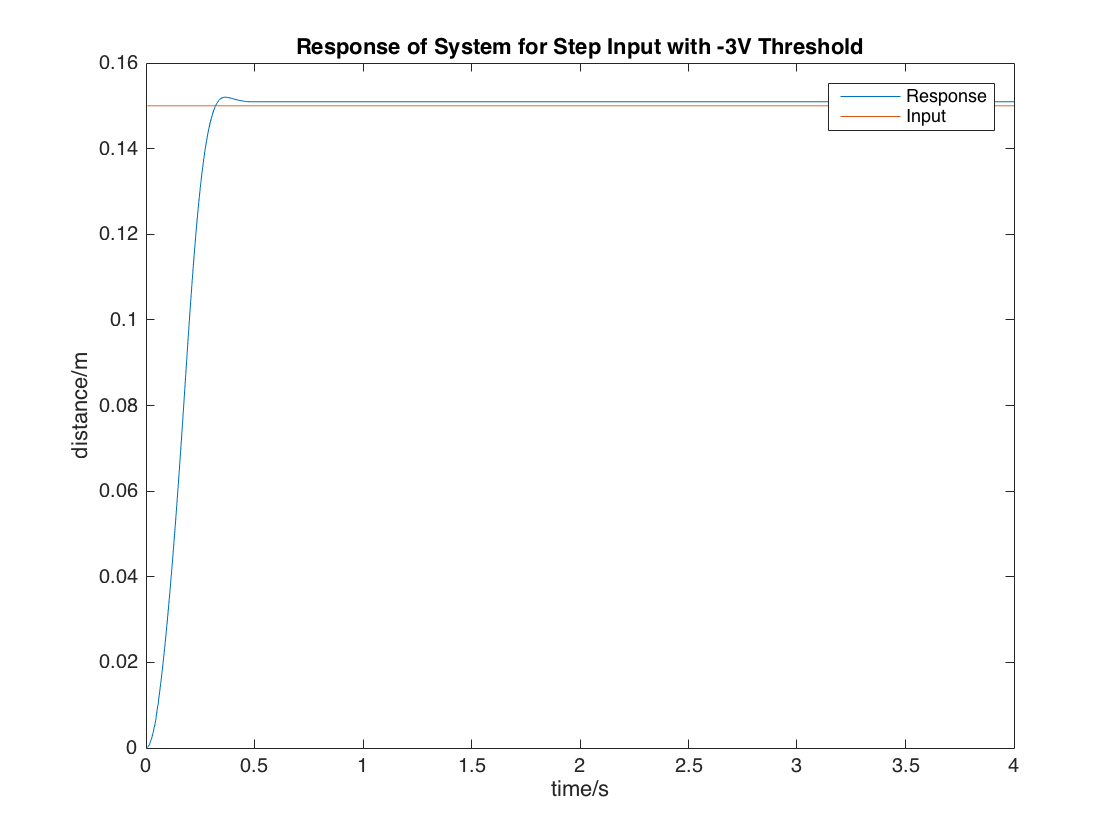 Response of System for Step Input with -3V Threshold
0.16
0.14
0.12
0.1
0.08
0.06
0.04
0.02
0
distance/m
Response
Input
0 0.5 1 1.5 2 2.5 3 3.5 4
time/s